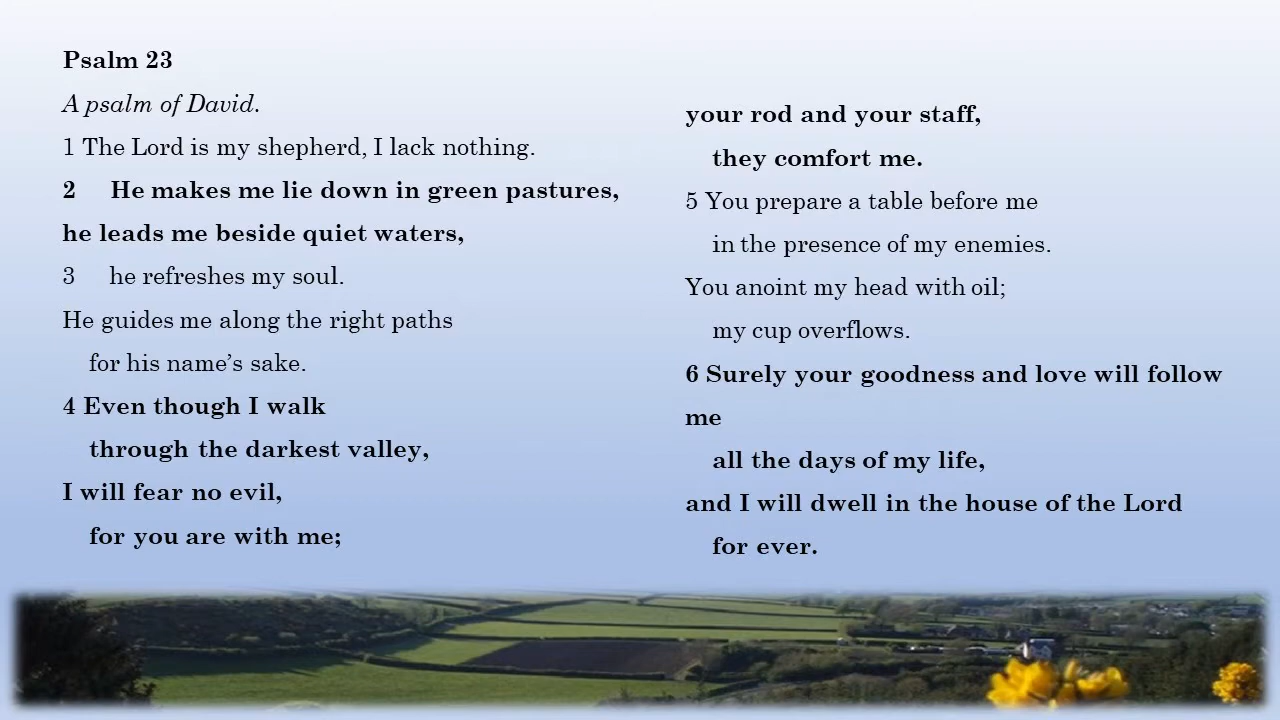 Psalm 23
A psalm of David.
1 The Lord is my shepherd, I lack nothing.
2 He makes me lie down in green pastures,
he leads me beside quiet waters,
3 he refreshes my soul.
He guides me along the right paths
for his name’s sake.
4 Even though I walk
through the darkest valley,
I will fear no evil,
for you are with me;
your rod and your staff,
they comfort me.
5 You prepare a table before me
in the presence of my enemies.
You anoint my head with oil;
my cup overflows.
6 Surely your goodness and love will follow
me
all the days of my life,
and I will dwell in the house of the Lord
for ever.